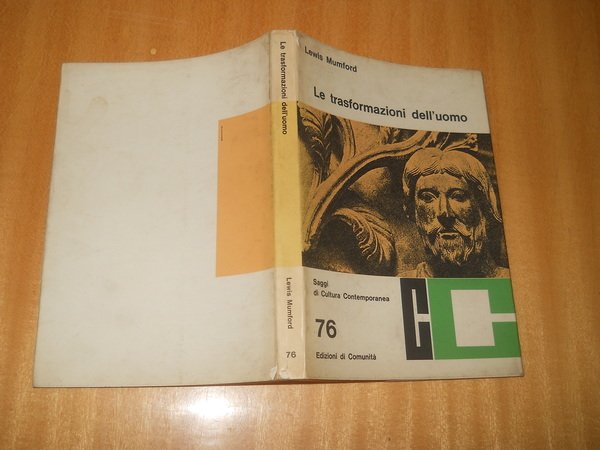 Lewis Mumford
Le trasformazioni dell'uomo
Saggi
di Cultura Contemporanea
76
Edizioni di Comunità
CC
Le trasformazioni
dell'uomo
Lewis Mumford
76